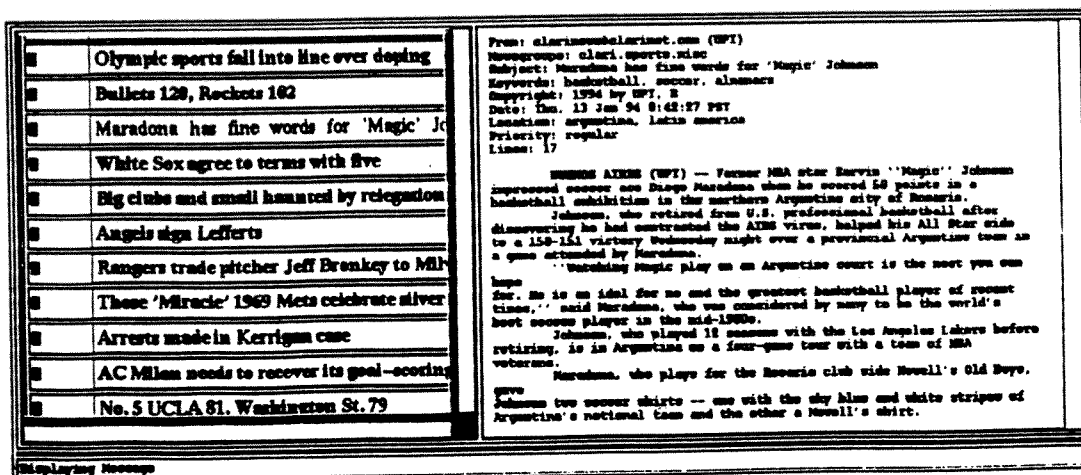 Olympic sports fall into line over doping
Bullets 120, Rockets 102
Maradona has fine words for 'Magic' Jo
White Sox agree to terms with five
Big clubs and small haunted by relegation
Angels sign Lefferts
Rangers trade pitcher Jeff Bronkey to Milw
Those 'Miracle' 1969 Mets celebrate silver
Arrests made in Kerrigan case
AC Milan needs to recover its goal-scoring
No. 5 UCLA 81, Washington St. 79
From: clarinews@clarinet.com (UPI)
Newsgroups: clari.sports.misc
Subject: Maradona has fine words for 'Magic' Johnson
Keywords: basketball, soccer, almanacs
Copyright: 1994 by UPI, R
Date: Thu, 13 Jan 94 8:42:27 PST
Location: argentina, latin america
Priority: regular
Lines: 17
BUENOS AIRES (UPI) -- Former NBA star Earvin ''Magic'' Johnson
impressed soccer ace Diego Maradona when he scored 58 points in a
basketball exhibition in the northern Argentine city of Rosario.
Johnson, who retired from U.S. professional basketball after
discovering he had contracted the AIDS virus, helped his All Star side
to a 158-151 victory Wednesday night over a provincial Argentine team in
a game attended by Maradona.
''Watching Magic play on an Argentine court is the most you can
hope
for. He is an idol for me and the greatest basketball player of recent
times,'' said Maradona, who was considered by many to be the world's
best soccer player in the mid-1980s.
Johnson, who played 12 seasons with the Los Angeles Lakers before
retiring, is in Argentina on a four-game tour with a team of NBA
veterans.
Maradona, who plays for the Rosario club side Newell's Old Boys,
gave
Johnson two soccer shirts -- one with the sky blue and white stripes of
Argentina's national team and the other a Newell's shirt.
Displaying Message